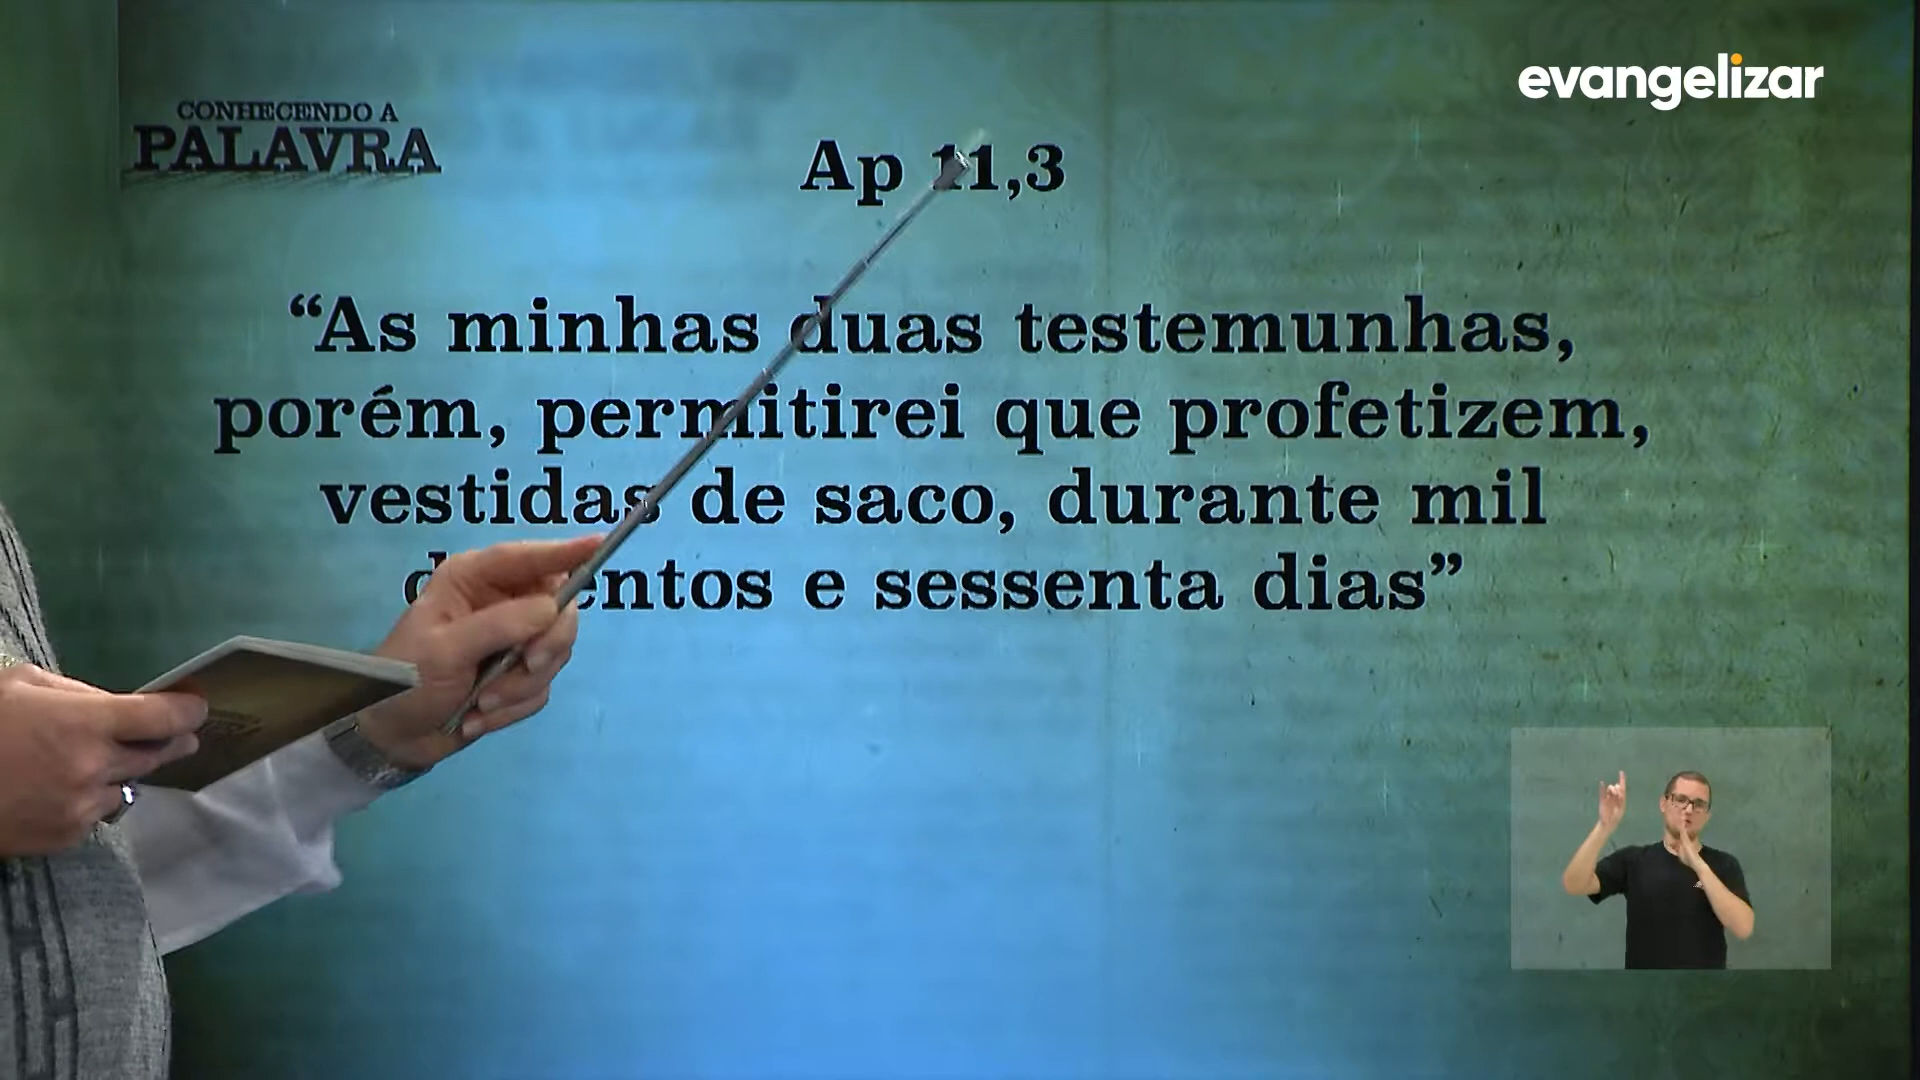 evangelizar
CONHECENDO A
PALAVRA
Ap 11,3
“As minhas duas testemunhas,
porém, permitirei que profetizem,
vestidas de saco, durante mil
e sessenta dias”